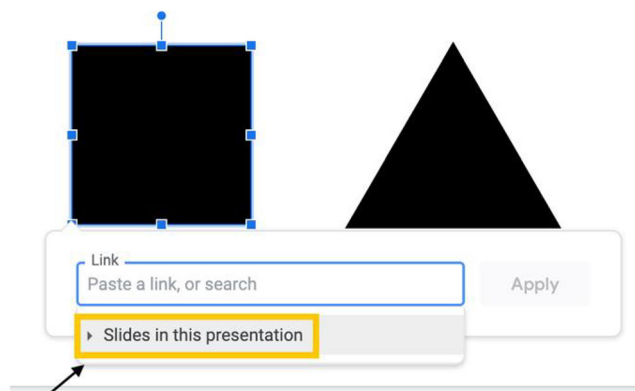 Link
Paste a link, or search
Apply
Slides in this presentation